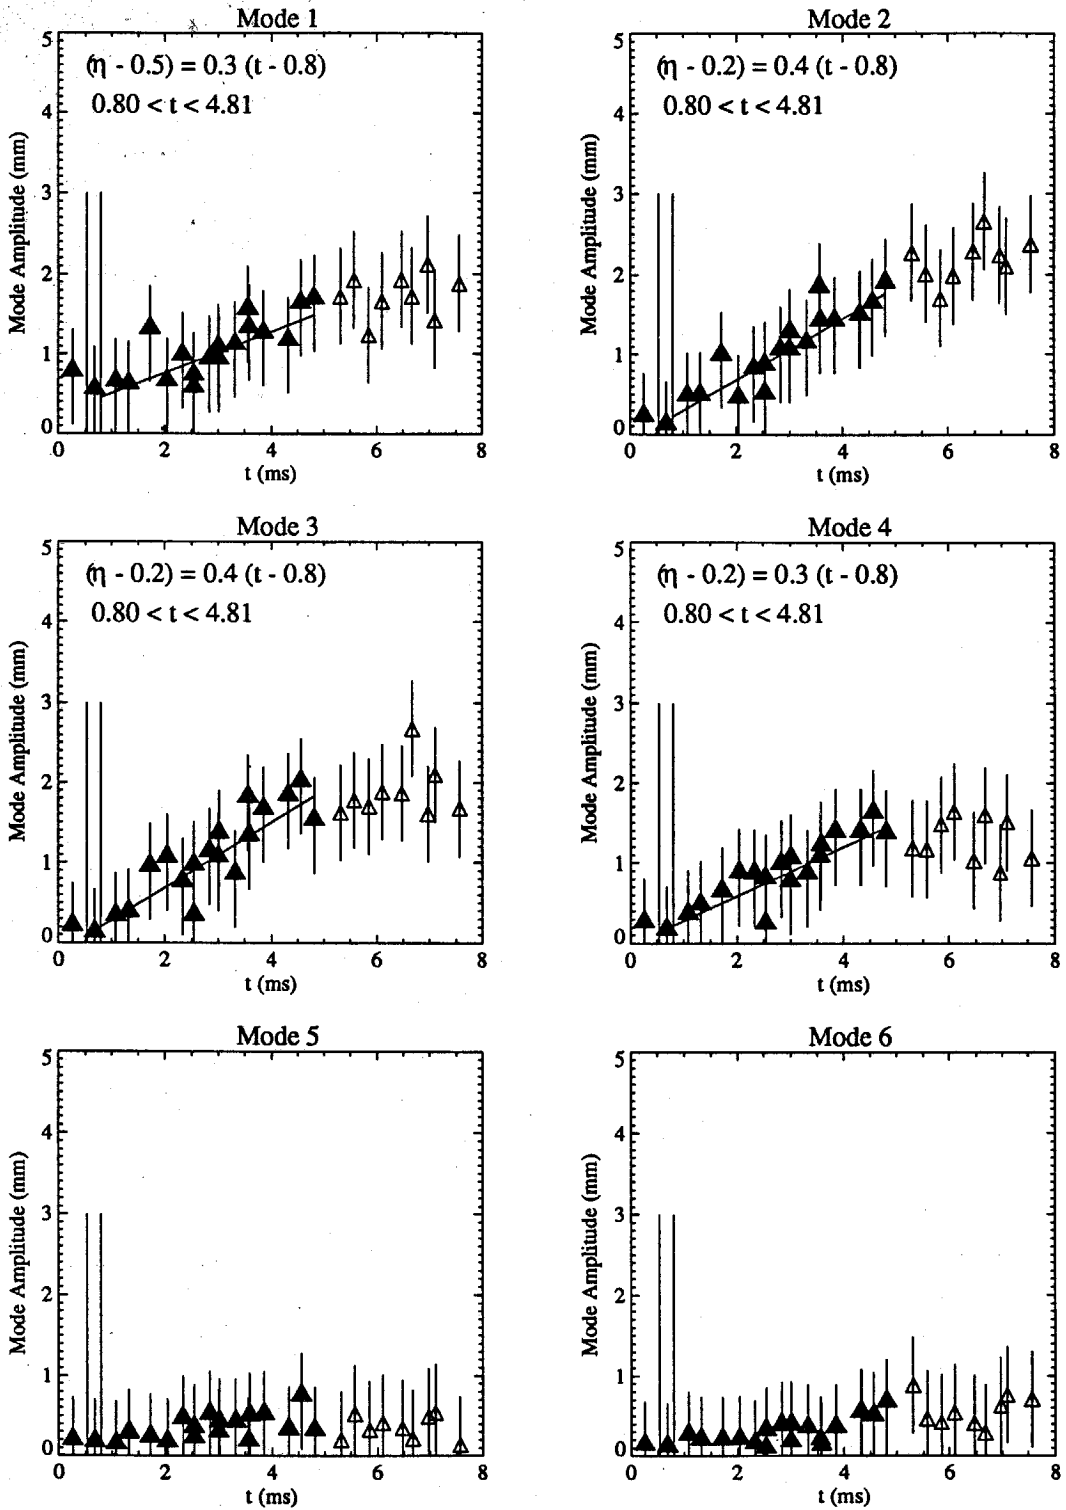 Mode 1
(η - 0.5) = 0.3 (t - 0.8)
0.80 < t < 4.81
Mode Amplitude (mm)
5
4
3
2
1
0
0 2 4 6 8
t (ms)
Mode 2
(η - 0.2) = 0.4 (t - 0.8)
0.80 < t < 4.81
Mode Amplitude (mm)
5
4
3
2
1
0
0 2 4 6 8
t (ms)
Mode 3
(η - 0.2) = 0.4 (t - 0.8)
0.80 < t < 4.81
Mode Amplitude (mm)
5
4
3
2
1
0
0 2 4 6 8
t (ms)
Mode 4
(η - 0.2) = 0.3 (t - 0.8)
0.80 < t < 4.81
Mode Amplitude (mm)
5
4
3
2
1
0
0 2 4 6 8
t (ms)
Mode 5
Mode Amplitude (mm)
5
4
3
2
1
0
0 2 4 6 8
t (ms)
Mode 6
Mode Amplitude (mm)
5
4
3
2
1
0
0 2 4 6 8
t (ms)